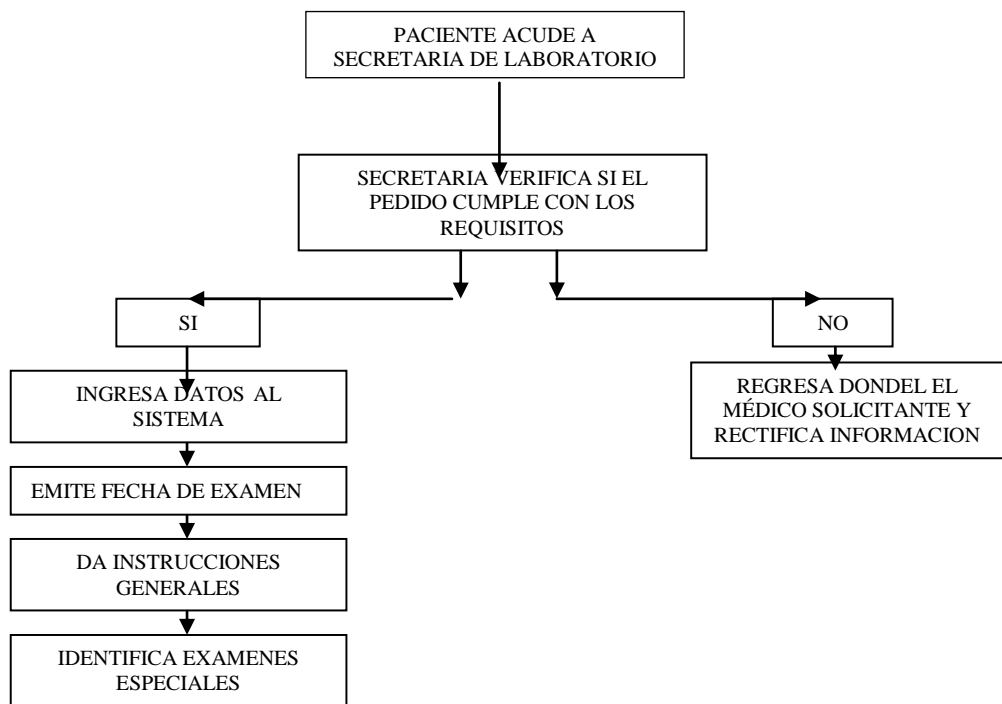 PACIENTE ACUDE A
SECRETARIA DE LABORATORIO
SECRETARIA VERIFICA SI EL
PEDIDO CUMPLE CON LOS
REQUISITOS
SI
NO
INGRESA DATOS AL
SISTEMA
REGRESA DONDEL EL
MÉDICO SOLICITANTE Y
RECTIFICA INFORMACION
EMITE FECHA DE EXAMEN
DA INSTRUCCIONES
GENERALES
IDENTIFICA EXAMENES
ESPECIALES